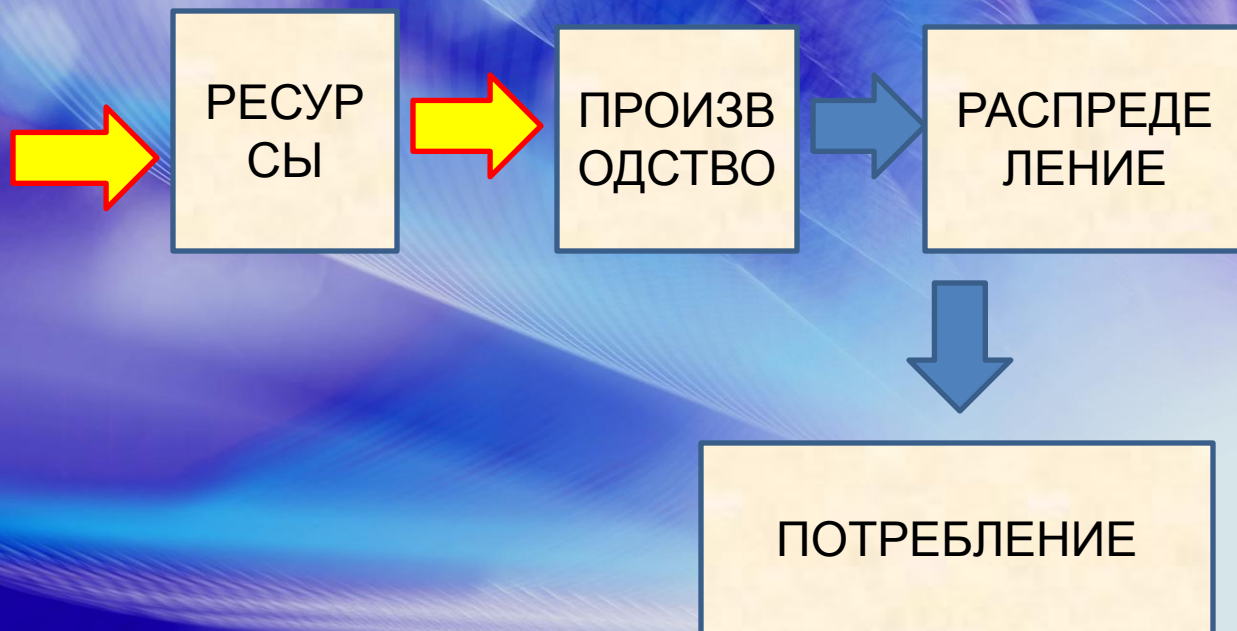 РЕСУР
СЫ
ПРОИЗВ
ОДСТВО
РАСПРЕДЕ
ЛЕНИЕ
ПОТРЕБЛЕНИЕ